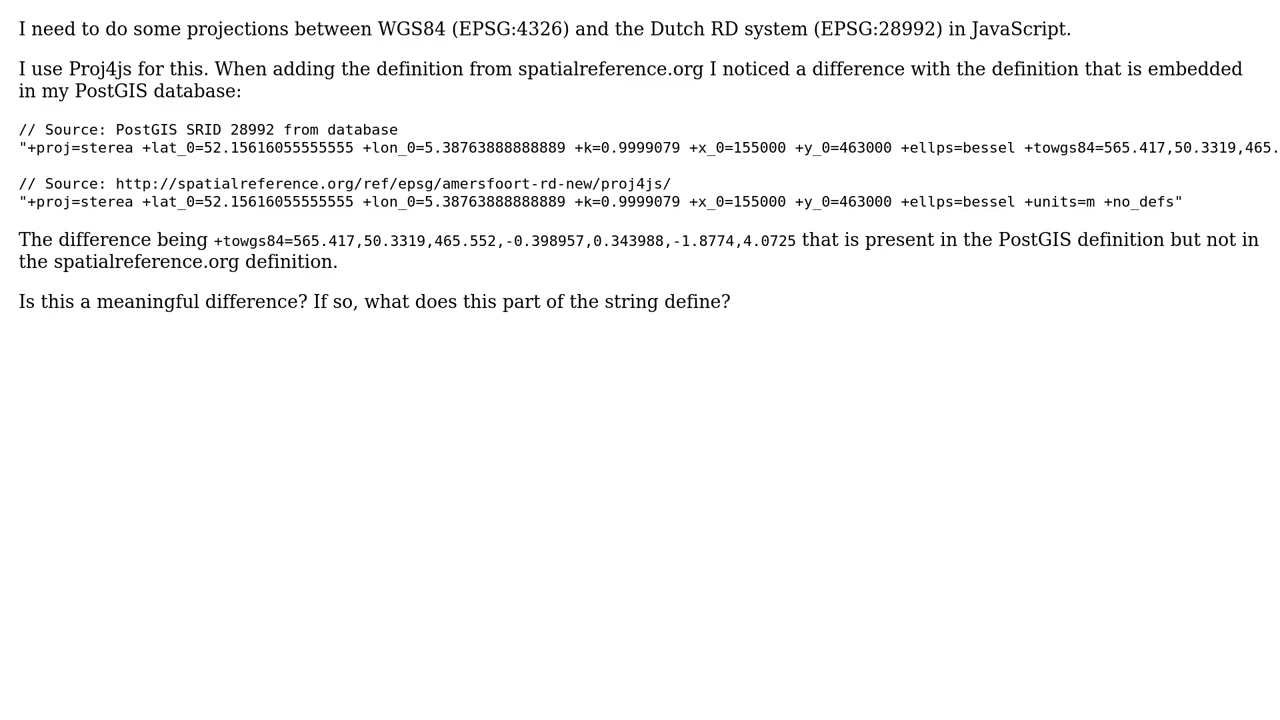 I need to do some projections between WGS84 (EPSG:4326) and the Dutch RD system (EPSG:28992) in JavaScript.
I use Proj4js for this. When adding the definition from spatialreference.org I noticed a difference with the definition that is embedded
in my PostGIS database:
// Source: PostGIS SRID 28992 from database
"+proj=sterea +lat_0=52.15616055555555 +lon_0=5.38763888888889 +k=0.9999079 +x_0=155000 +y_0=463000 +ellps=bessel +towgs84=565.417,50.3319,465.
// Source: http://spatialreference.org/ref/epsg/amersfoort-rd-new/proj4js/
"+proj=sterea +lat_0=52.15616055555555 +lon_0=5.38763888888889 +k=0.9999079 +x_0=155000 +y_0=463000 +ellps=bessel +units=m +no_defs"
The difference being +towgs84=565.417,50.3319,465.552,-0.398957,0.343988,-1.8774,4.0725 that is present in the PostGIS definition but not in
the spatialreference.org definition.
Is this a meaningful difference? If so, what does this part of the string define?